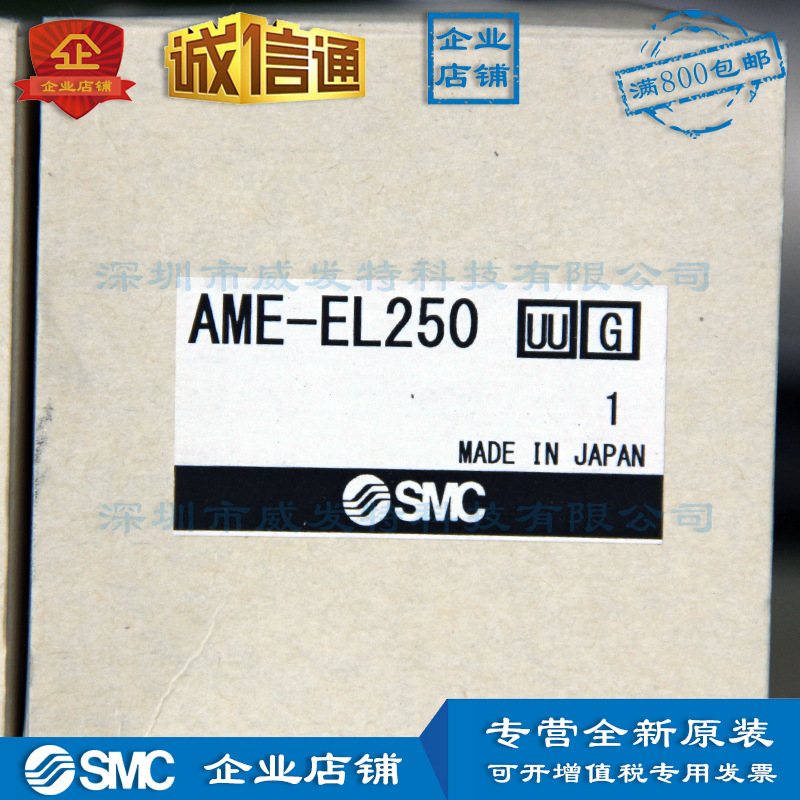 企
企业店铺
诚信通
企业
店铺
满800包邮
深圳市威发特科技有限公司
AME-EL250 UU G
1
MADE IN JAPAN
SMC
深圳市威发特科技有限公司
SMC 企业店铺
专营全新原装
可开增值税专用发票